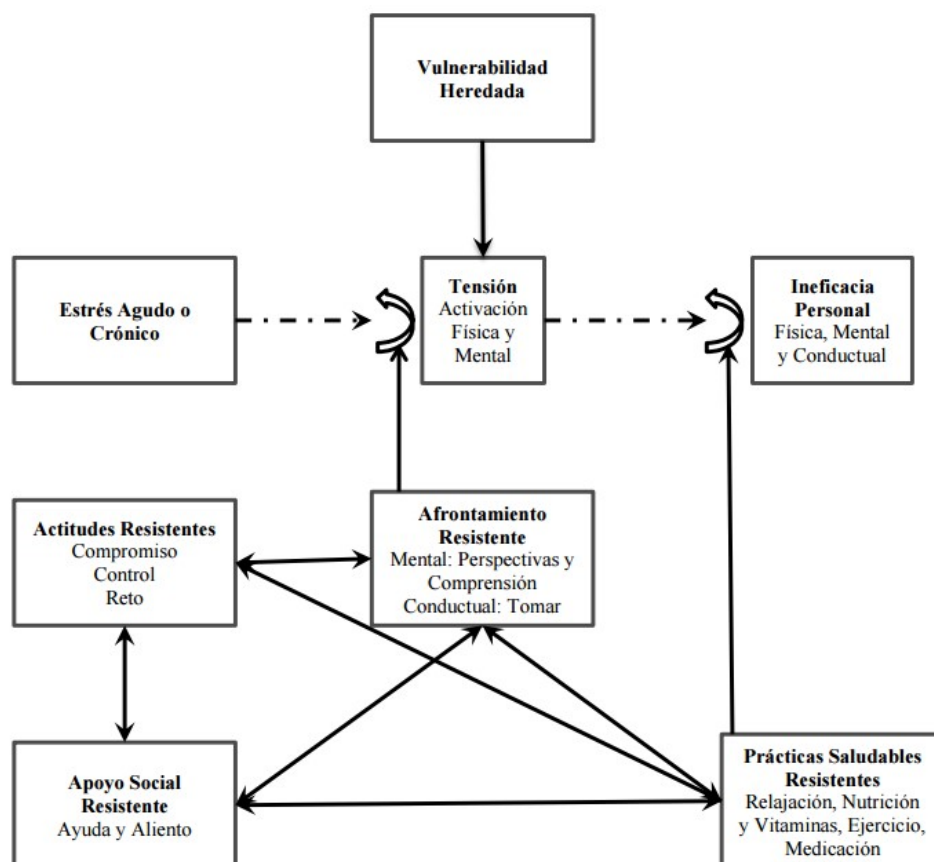 Vulnerabilidad
Heredada
Estrés Agudo o
Crónico
Tensión
Activación
Física y
Mental
Ineficacia
Personal
Física, Mental
y Conductual
Actitudes Resistentes
Compromiso
Control
Reto
Afrontamiento
Resistente
Mental: Perspectivas y
Comprensión
Conductual: Tomar
Apoyo Social
Resistente
Ayuda y Aliento
Prácticas Saludables
Resistentes
Relajación, Nutrición
y Vitaminas, Ejercicio,
Medicación